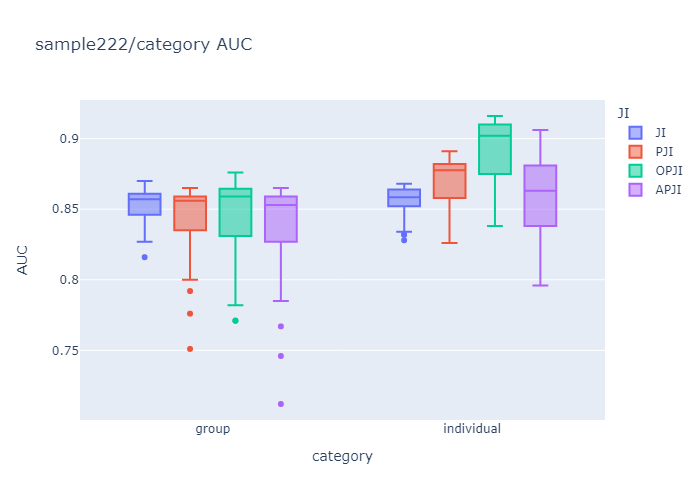 sample222/category AUC
JI
JI
PJI
OPJI
APJI
AUC
0.9
0.85
0.8
0.75
group
individual
category